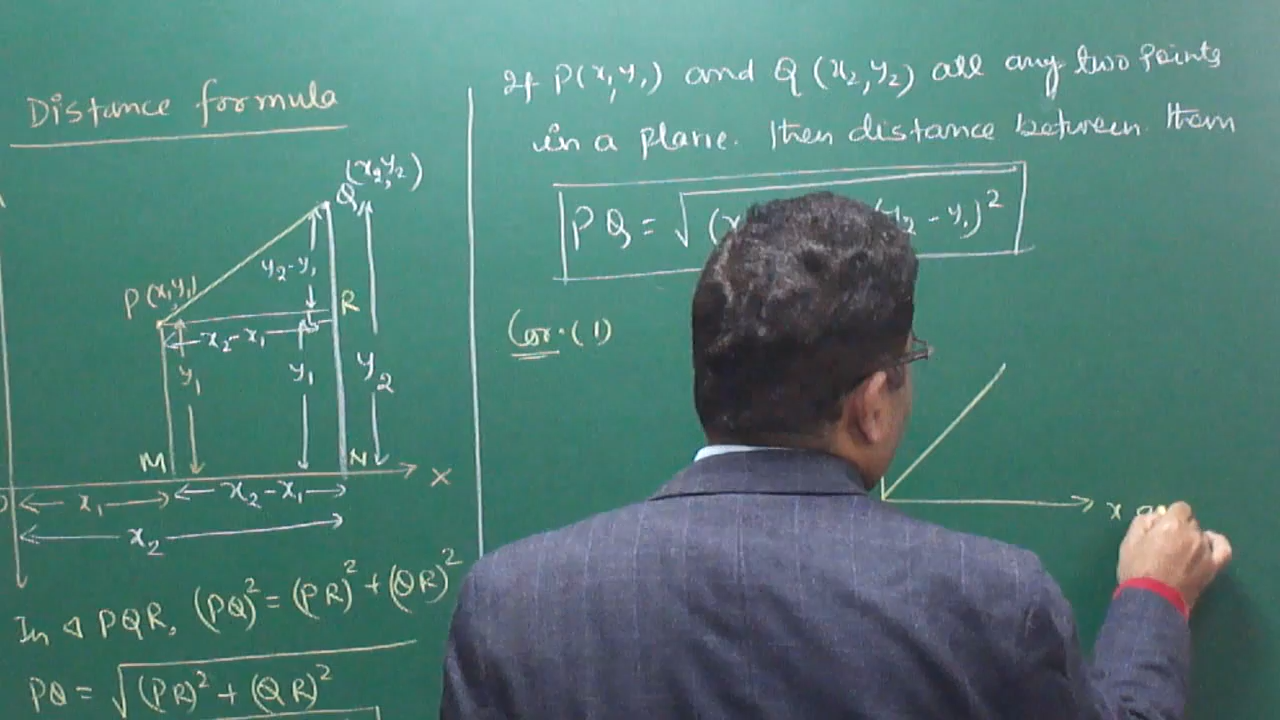 Distance formula
Q (x₂,y₂)
y₂-y₁
P(x₁,y₁)
R
x₂-x₁
y₁
y₁
y₂
M
N
X
x₁
x₂-x₁
x₂
In ⊿ PQR, (PQ)² = (PR)² + (QR)²
PQ = √(PR)² + (QR)²
If P(x₁y₁) and Q (x₂,y₂) are any two points
in a plane. Then distance between them
PQ = √(x y₂ - y₁)²
Cor.(1)
x